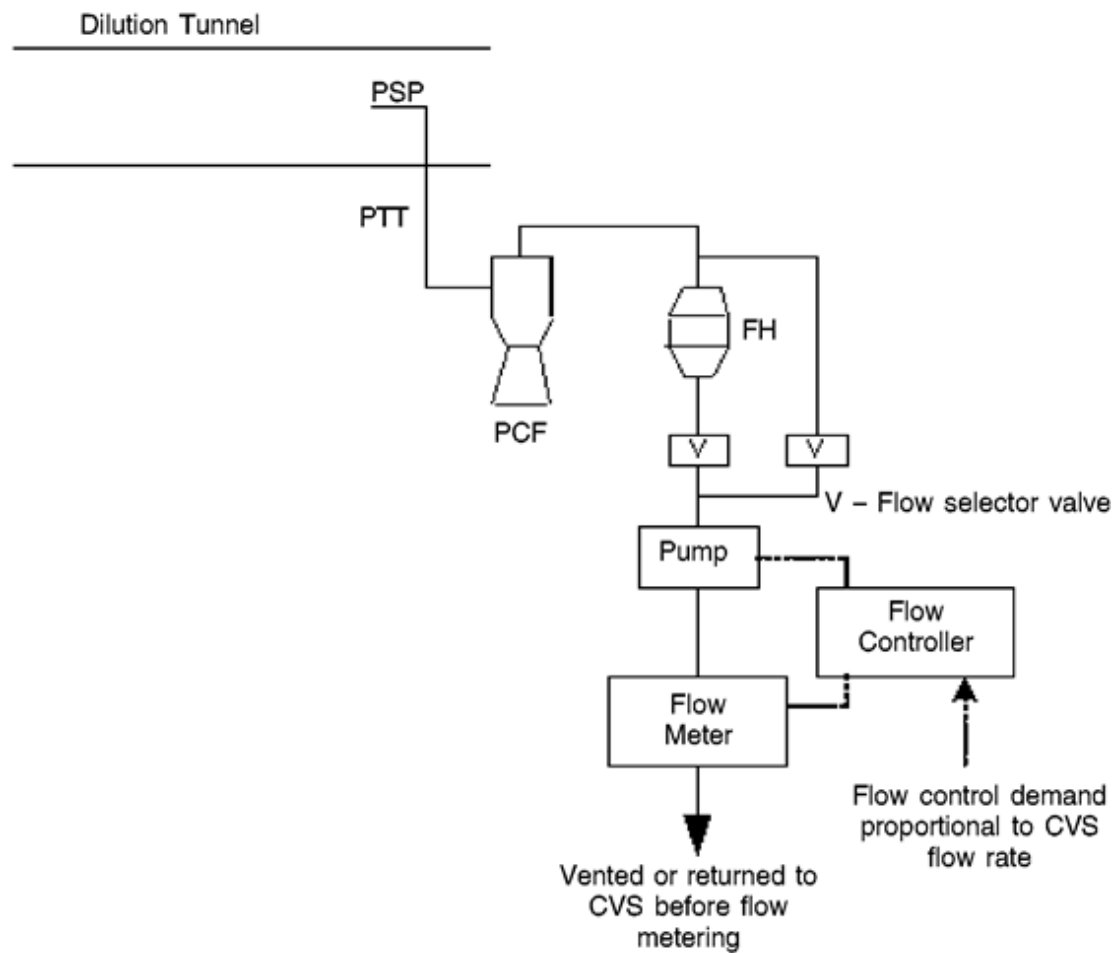 Dilution Tunnel
PSP
PTT
FH
PCF
V
V
V – Flow selector valve
Pump
Flow
Controller
Flow
Meter
Flow control demand
proportional to CVS
flow rate
Vented or returned to
CVS before flow
metering